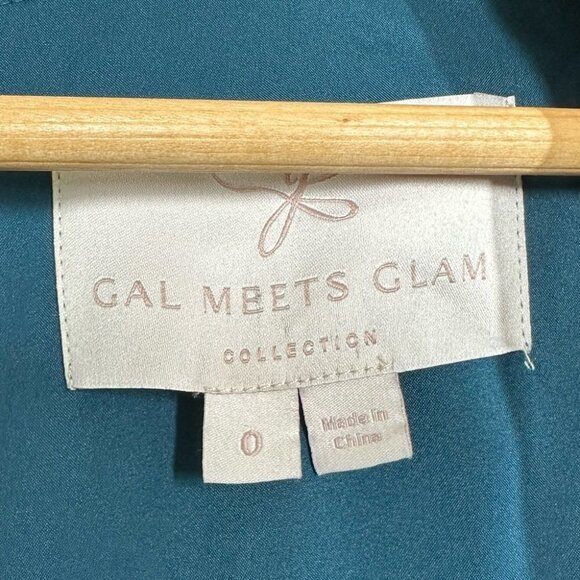 GAL MEETS GLAM
COLLECTION
0
Made in
China